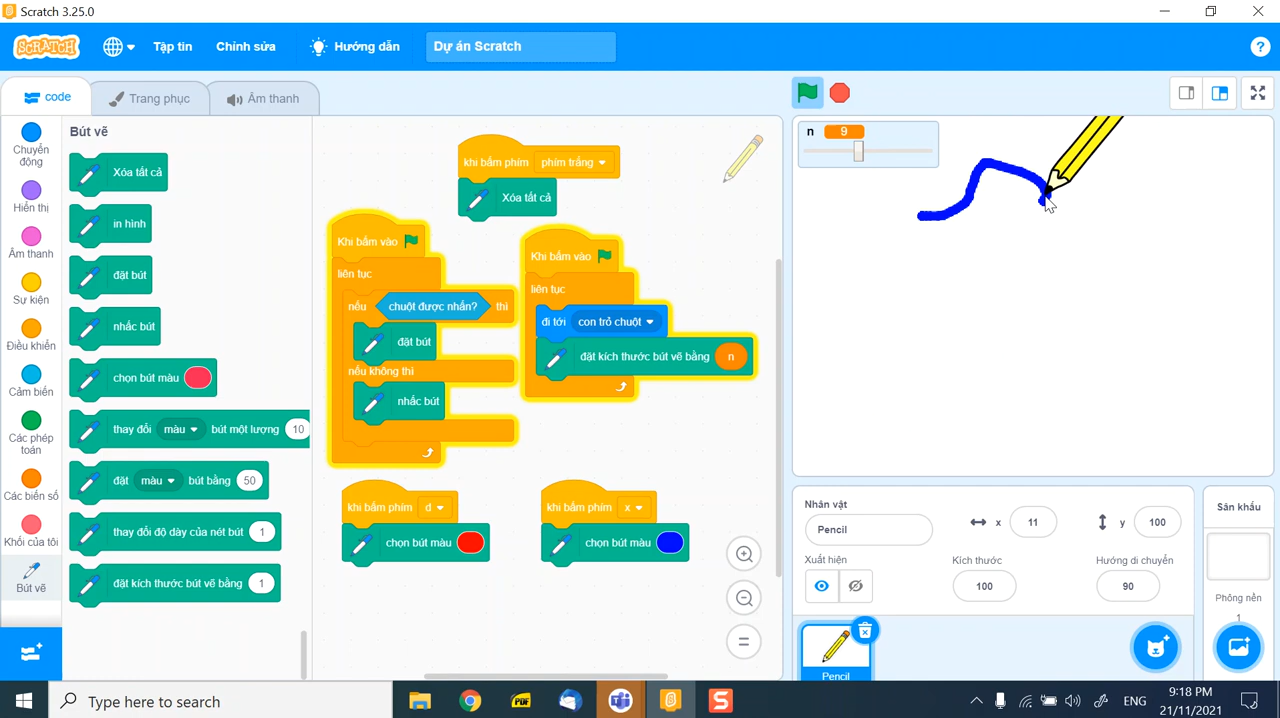 Scratch 3.25.0
SCRATCH
Tập tin
Chỉnh sửa
Hướng dẫn
Dự án Scratch
?
code
Trang phục
Âm thanh
Chuyển động
Hiển thị
Âm thanh
Sự kiện
Điều khiển
Cảm biến
Các phép toán
Các biến số
Khối của tôi
Bút vẽ
Bút vẽ
Xóa tất cả
in hình
đặt bút
nhấc bút
chọn bút màu
thay đổi màu bút một lượng 10
đặt màu bút bằng 50
thay đổi độ dày của nét bút 1
đặt kích thước bút vẽ bằng 1
khi bấm phím phím trắng
Xóa tất cả
Khi bấm vào
liên tục
nếu chuột được nhấn? thì
đặt bút
nếu không thì
nhấc bút
Khi bấm vào
liên tục
đi tới con trỏ chuột
đặt kích thước bút vẽ bằng n
khi bấm phím d
chọn bút màu
khi bấm phím x
chọn bút màu
n 9
Nhân vật
Pencil
x 11
y 100
Xuất hiện
Kích thước
100
Hướng di chuyển
90
Pencil
Sân khấu
Phông nền
1
Type here to search
PDF
S
ENG
9:18 PM
21/11/2021